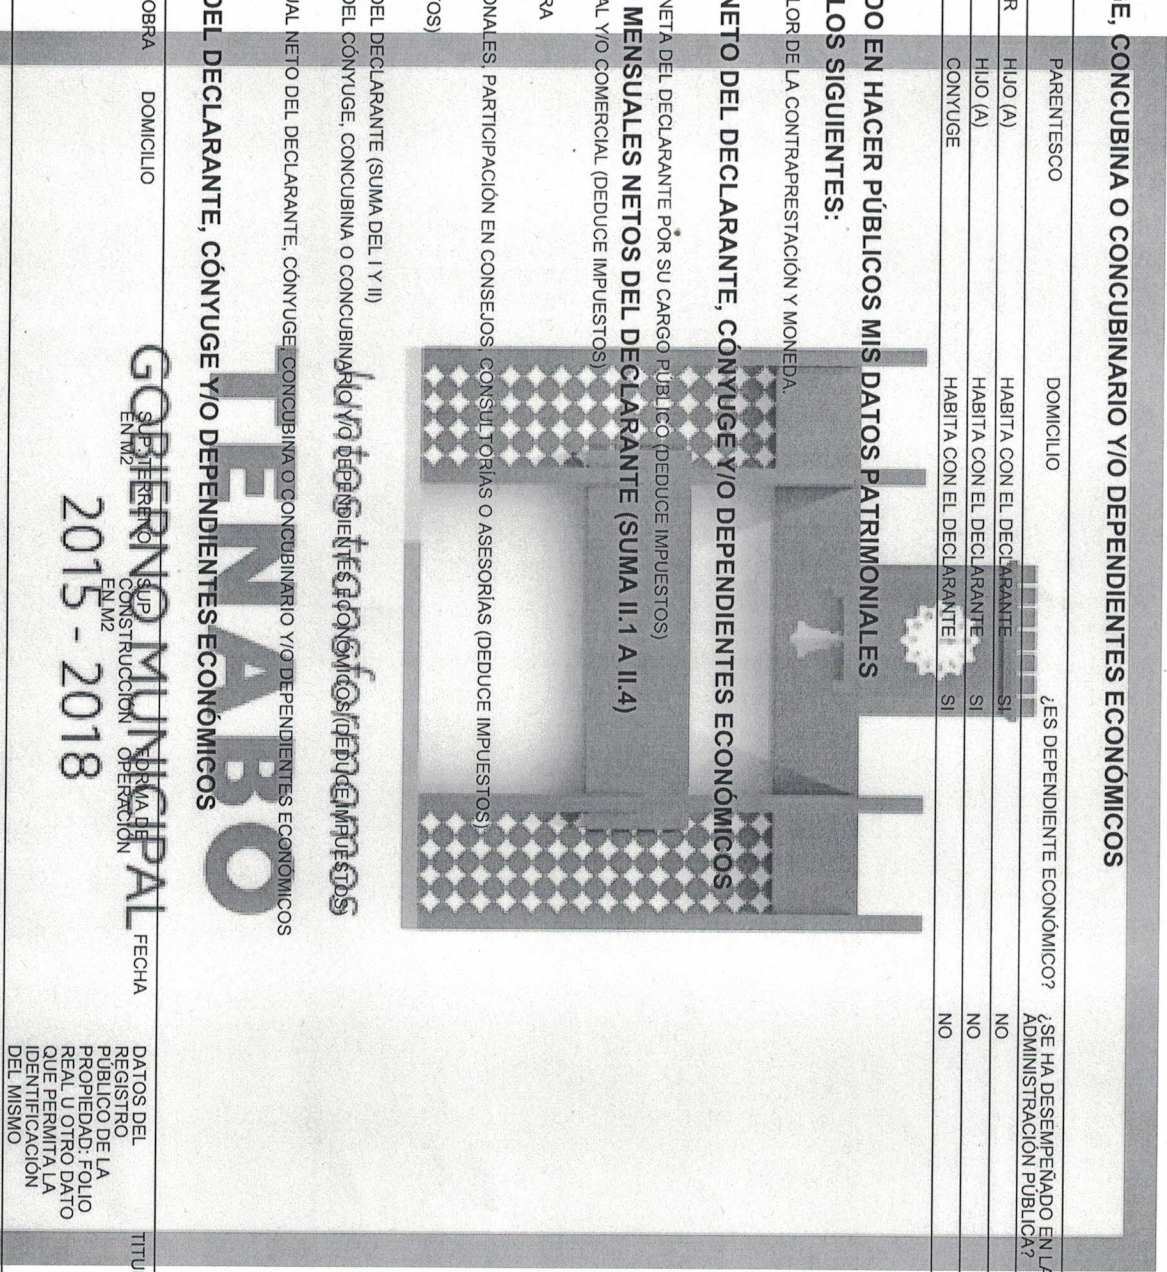 GE, CONCUBINA O CONCUBINARIO Y/O DEPENDIENTES ECONÓMICOS
PARENTESCO DOMICILIO ¿ES DEPENDIENTE ECONÓMICO? ¿SE HA DESEMPEÑADO EN LA
ADMINISTRACIÓN PÚBLICA?
R HIJO (A) HABITA CON EL DECLARANTE SI NO
HIJO (A) HABITA CON EL DECLARANTE SI NO
CONYUGE HABITA CON EL DECLARANTE SI NO
DO EN HACER PÚBLICOS MIS DATOS PATRIMONIALES
LOS SIGUIENTES:
LOR DE LA CONTRAPRESTACIÓN Y MONEDA.
NETO DEL DECLARANTE, CÓNYUGE Y/O DEPENDIENTES ECONÓMICOS
NETA DEL DECLARANTE POR SU CARGO PÚBLICO (DEDUCE IMPUESTOS)
MENSUALES NETOS DEL DECLARANTE (SUMA II.1 A II.4)
AL Y/O COMERCIAL (DEDUCE IMPUESTOS)
RA
ONALES, PARTICIPACIÓN EN CONSEJOS, CONSULTORÍAS O ASESORÍAS (DEDUCE IMPUESTOS)
TOS)
DEL DECLARANTE (SUMA DEL I Y II)
DEL CÓNYUGE, CONCUBINA O CONCUBINARIO Y/O DEPENDIENTES ECONÓMICOS (DEDUCE IMPUESTOS)
Juntos transformamos
UAL NETO DEL DECLARANTE, CÓNYUGE, CONCUBINA O CONCUBINARIO Y/O DEPENDIENTES ECONÓMICOS
TENABO
DEL DECLARANTE, CÓNYUGE Y/O DEPENDIENTES ECONÓMICOS
GOBIERNO MUNICIPAL
2015 - 2018
OBRA DOMICILIO SUP. TERRENO EN M2 SUP. CONSTRUCCIÓN EN M2 FORMA DE OPERACIÓN FECHA DATOS DEL TITU
REGISTRO
PÚBLICO DE LA
PROPIEDAD: FOLIO
REAL U OTRO DATO
QUE PERMITA LA
IDENTIFICACIÓN
DEL MISMO